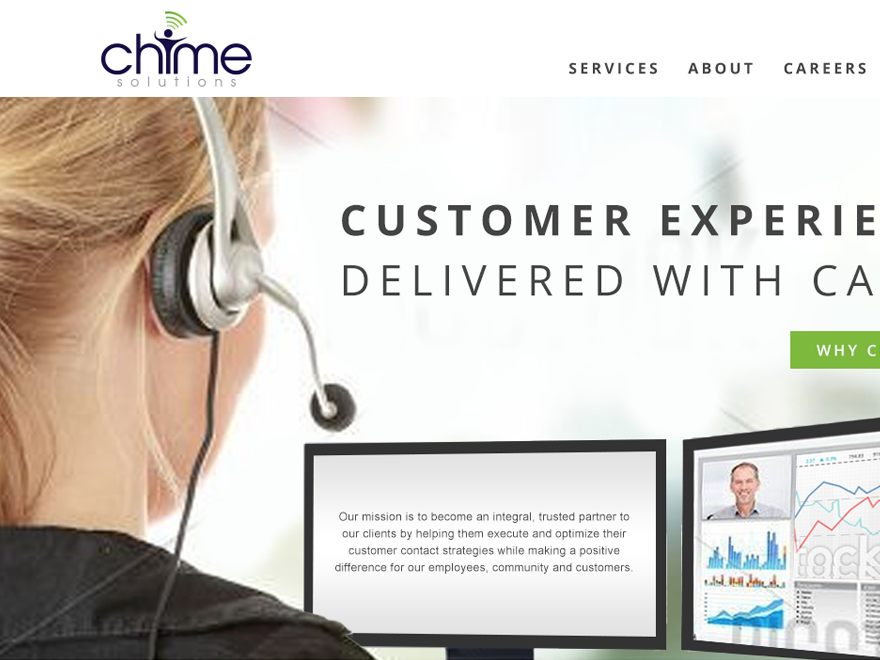 chime
solutions
SERVICES ABOUT CAREERS
CUSTOMER EXPERIE
DELIVERED WITH CA
WHY C
Our mission is to become an integral, trusted partner to
our clients by helping them execute and optimize their
customer contact strategies while making a positive
difference for our employees, community and customers.